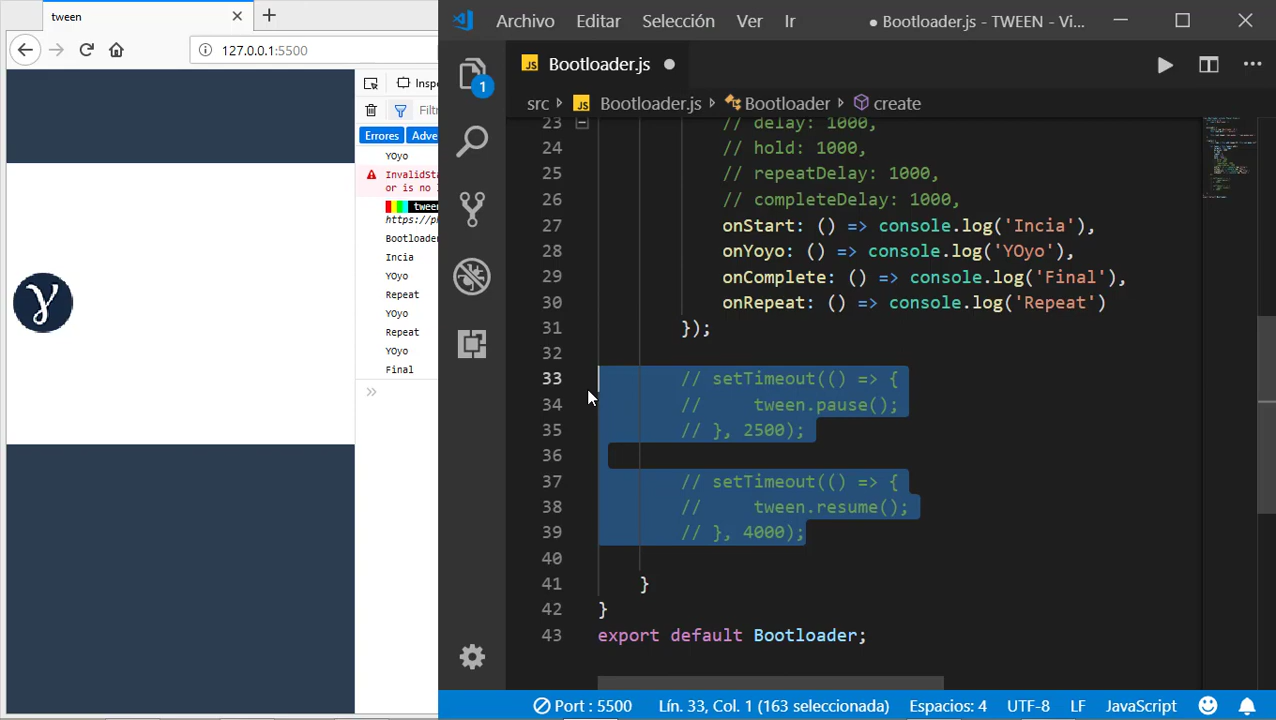 tween
127.0.0.1:5500
Inspe
Filt
Errores
Adve
YOyo
InvalidSta
or is no
tween
https://ph
Bootloader
Incia
YOyo
Repeat
YOyo
Repeat
YOyo
Final
Archivo Editar Selección Ver Ir ● Bootloader.js - TWEEN - Vi...
1
JS Bootloader.js ●
src > JS Bootloader.js > Bootloader > create
23 // delay: 1000,
24 // hold: 1000,
25 // repeatDelay: 1000,
26 // completeDelay: 1000,
27 onStart: () => console.log('Incia'),
28 onYoyo: () => console.log('YOyo'),
29 onComplete: () => console.log('Final'),
30 onRepeat: () => console.log('Repeat')
31 });
32
33 // setTimeout(() => {
34 // tween.pause();
35 // }, 2500);
36
37 // setTimeout(() => {
38 // tween.resume();
39 // }, 4000);
40
41 }
42 }
43 export default Bootloader;
Port : 5500 Lín. 33, Col. 1 (163 seleccionada) Espacios: 4 UTF-8 LF JavaScript